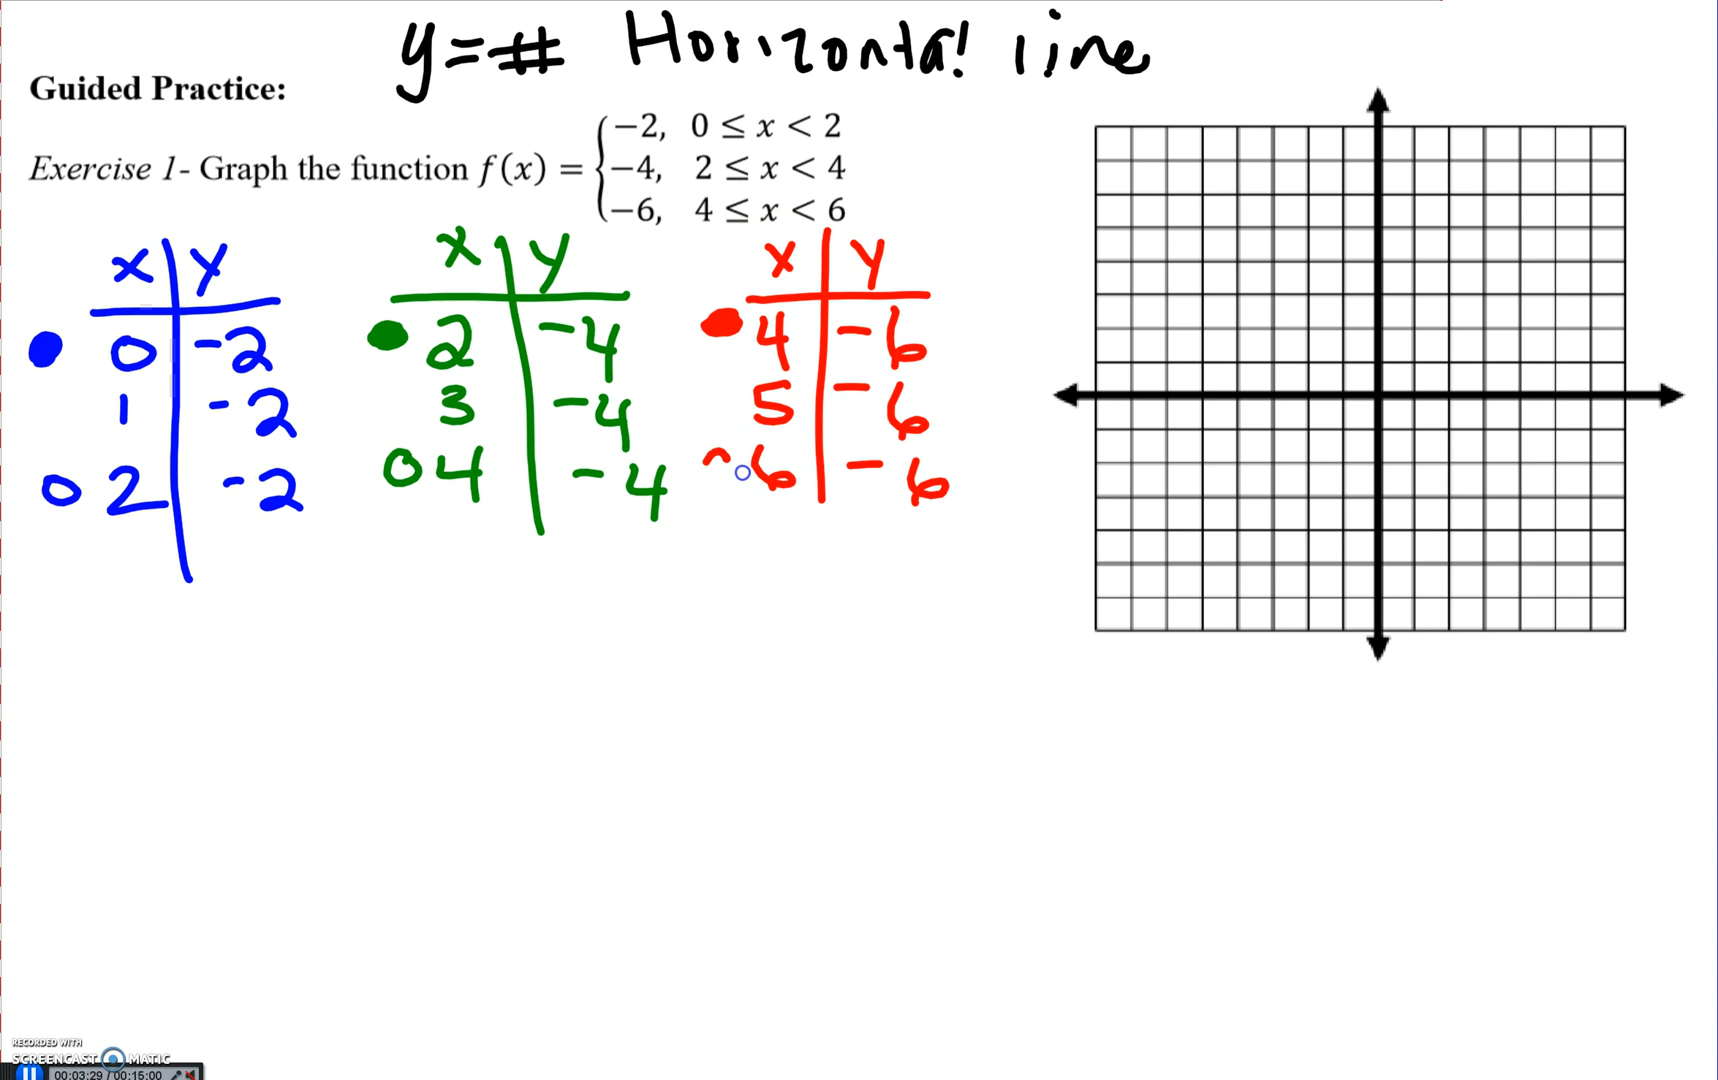 y=# Horizontal line
Guided Practice:
Exercise 1- Graph the function f(x) = { −2, 0 ≤ x < 2
−4, 2 ≤ x < 4
−6, 4 ≤ x < 6
x y
0 -2
1 -2
2 -2
x y
2 -4
3 -4
4 -4
x y
4 -6
5 -6
6 -6
RECORDED WITH
SCREENCAST MATIC
00:03:29 / 00:15:00